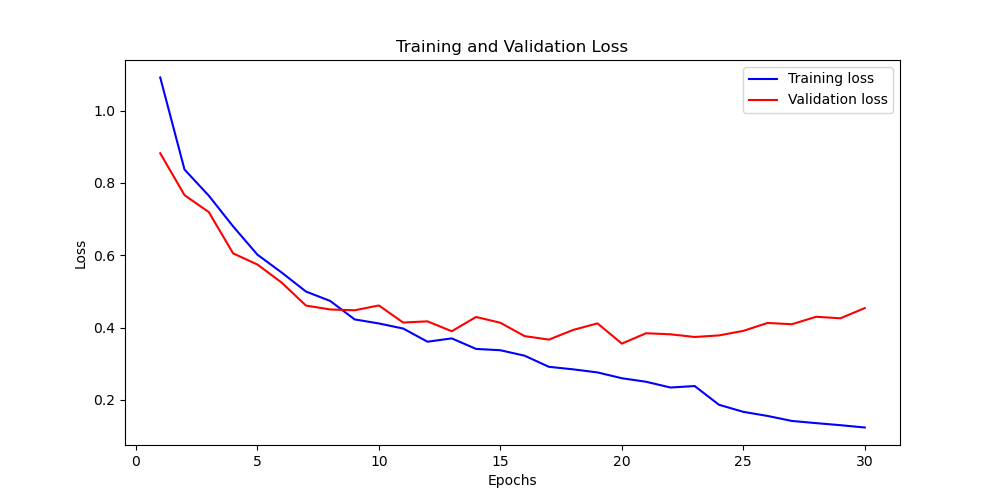 Training and Validation Loss
Training loss
Validation loss
1.0
0.8
0.6
0.4
0.2
Loss
0 5 10 15 20 25 30
Epochs